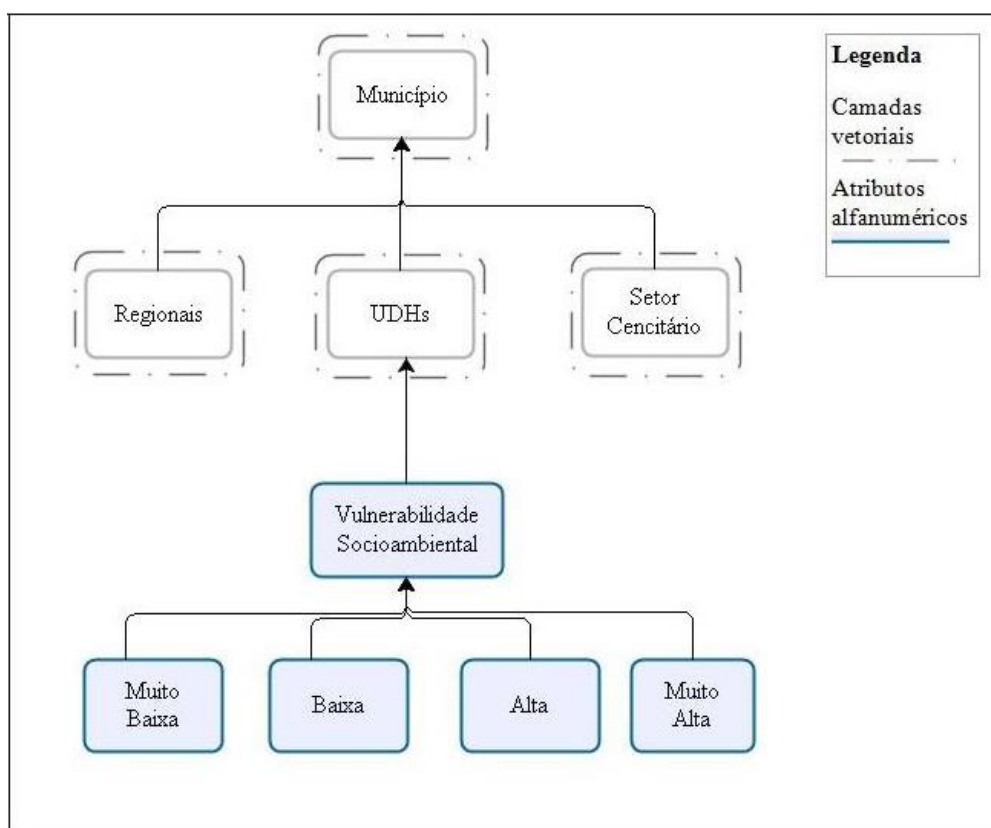 Município
Legenda
Camadas
vetoriais
Atributos
alfanuméricos
Regionais
UDHs
Setor
Cencitário
Vulnerabilidade
Socioambiental
Muito
Baixa
Baixa
Alta
Muito
Alta